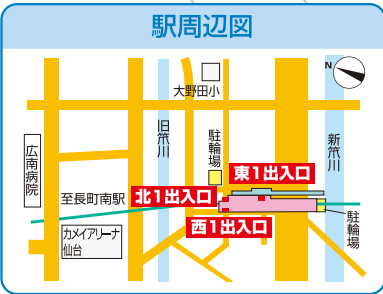 駅周辺図
N
大野田小
旧笊川
駐輪場
新笊川
広南病院
東1出入口
至長町南駅
北1出入口
西1出入口
カメイアリーナ
仙台
駐輪場